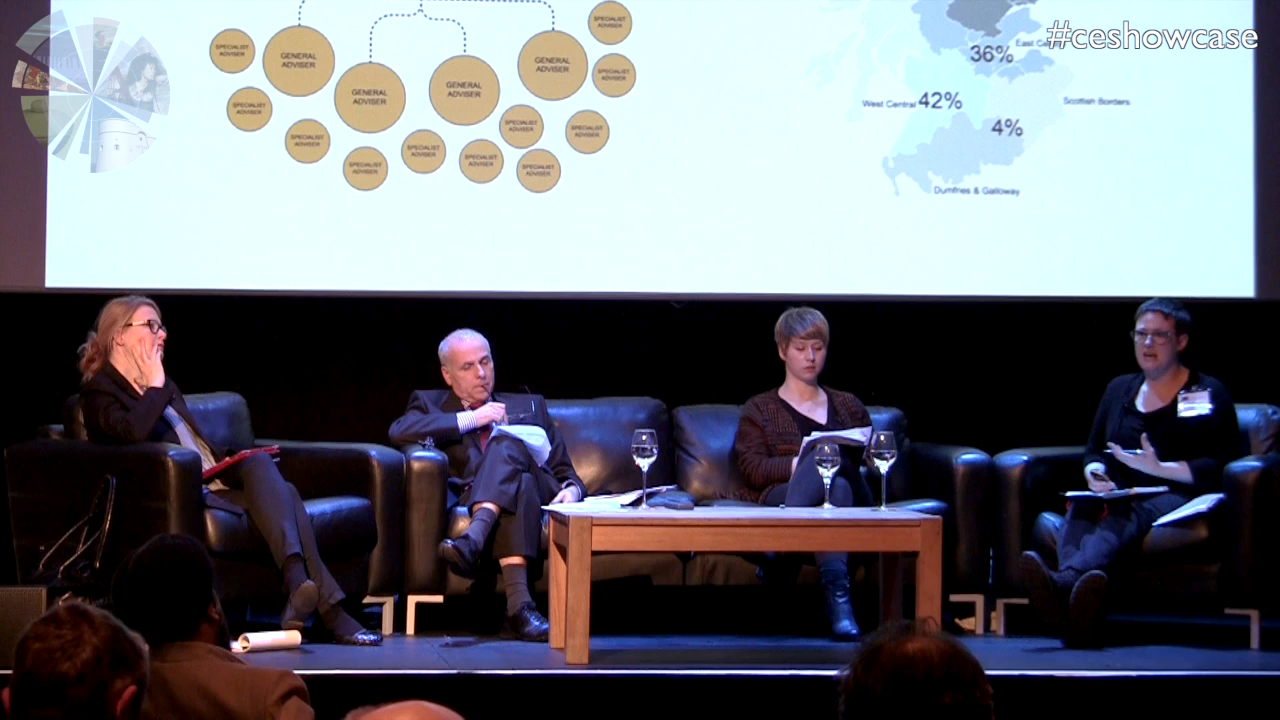 SPECIALIST
ADVISER
GENERAL
ADVISER
GENERAL
ADVISER
GENERAL
ADVISER
GENERAL
ADVISER
SPECIALIST
ADVISER
SPECIALIST
ADVISER
SPECIALIST
ADVISER
SPECIALIST
ADVISER
SPECIALIST
ADVISER
SPECIALIST
ADVISER
SPECIALIST
ADVISER
SPECIALIST
ADVISER
SPECIALIST
ADVISER
SPECIALIST
ADVISER
#ceshowcase
36%
West Central 42%
Scottish Borders
4%
Dumfries & Galloway